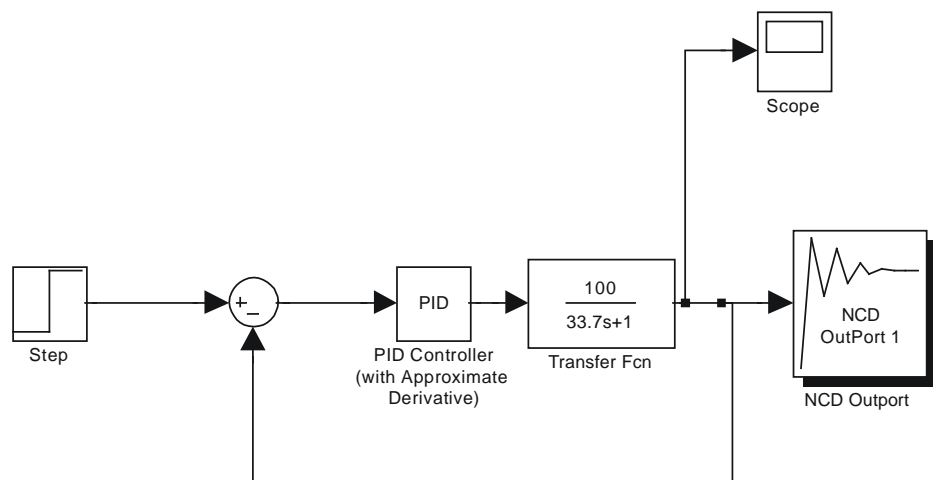 Scope
+
−
PID
100
33.7s+1
NCD
OutPort 1
Step
PID Controller
(with Approximate
Derivative)
Transfer Fcn
NCD Outport